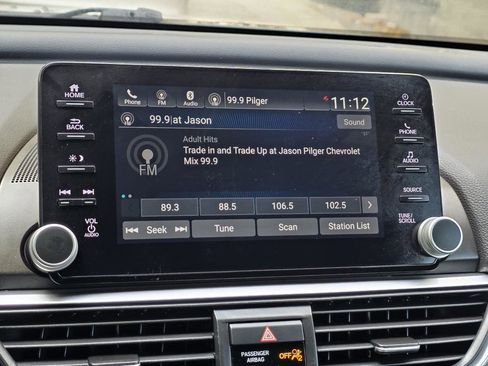 HOME
BACK
VOL
AUDIO
Phone
FM
Audio
99.9 Pilger
11:12
99.9 at Jason
Sound
Adult Hits
Trade in and Trade Up at Jason Pilger Chevrolet
Mix 99.9
FM
89.3 88.5 106.5 102.5
Seek Tune Scan Station List
CLOCK
PHONE
AUDIO
SOURCE
TUNE/
SCROLL
PASSENGER
AIRBAG
OFF